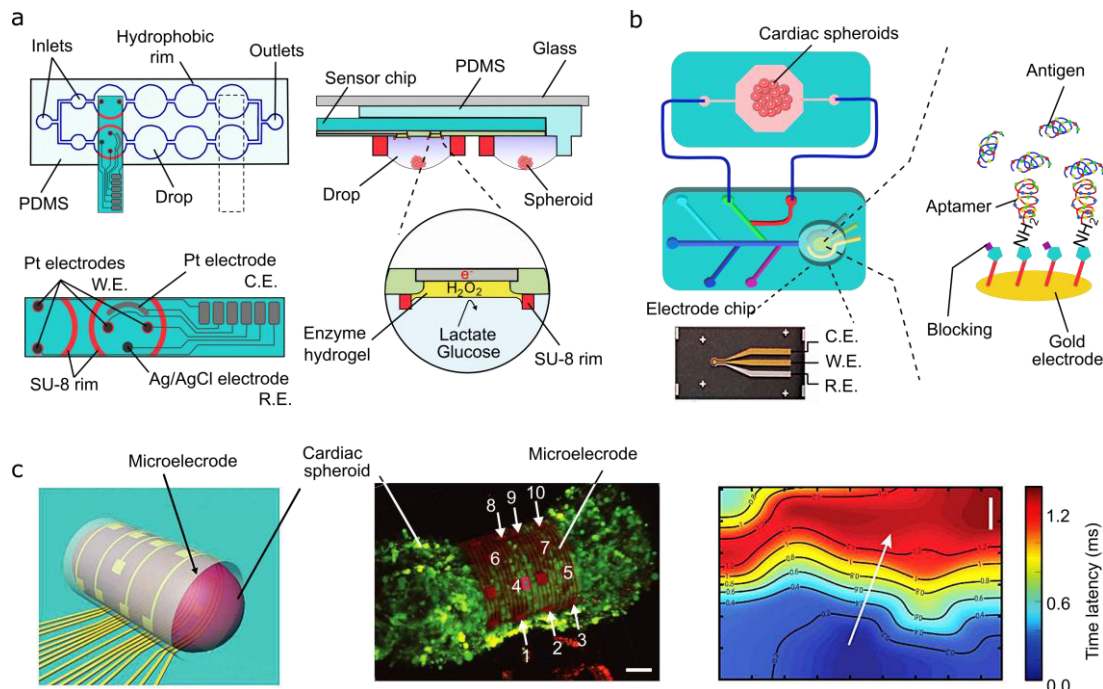 a
Inlets
Hydrophobic
rim
Outlets
PDMS
Drop
Glass
PDMS
Sensor chip
Drop
Spheroid
Pt electrodes
W.E.
Pt electrode
C.E.
SU-8 rim
Ag/AgCl electrode
R.E.
e-
H₂O₂
Enzyme
hydrogel
Lactate
Glucose
SU-8 rim
b
Cardiac spheroids
Electrode chip
C.E.
W.E.
R.E.
Antigen
Aptamer
NH₂
NH₂
Blocking
Gold
electrode
c
Microelecrode
Cardiac
spheroid
Microelectrode
8
9
10
6
7
4
5
1
2
3
1.2
0.6
0.0
Time latency (ms)